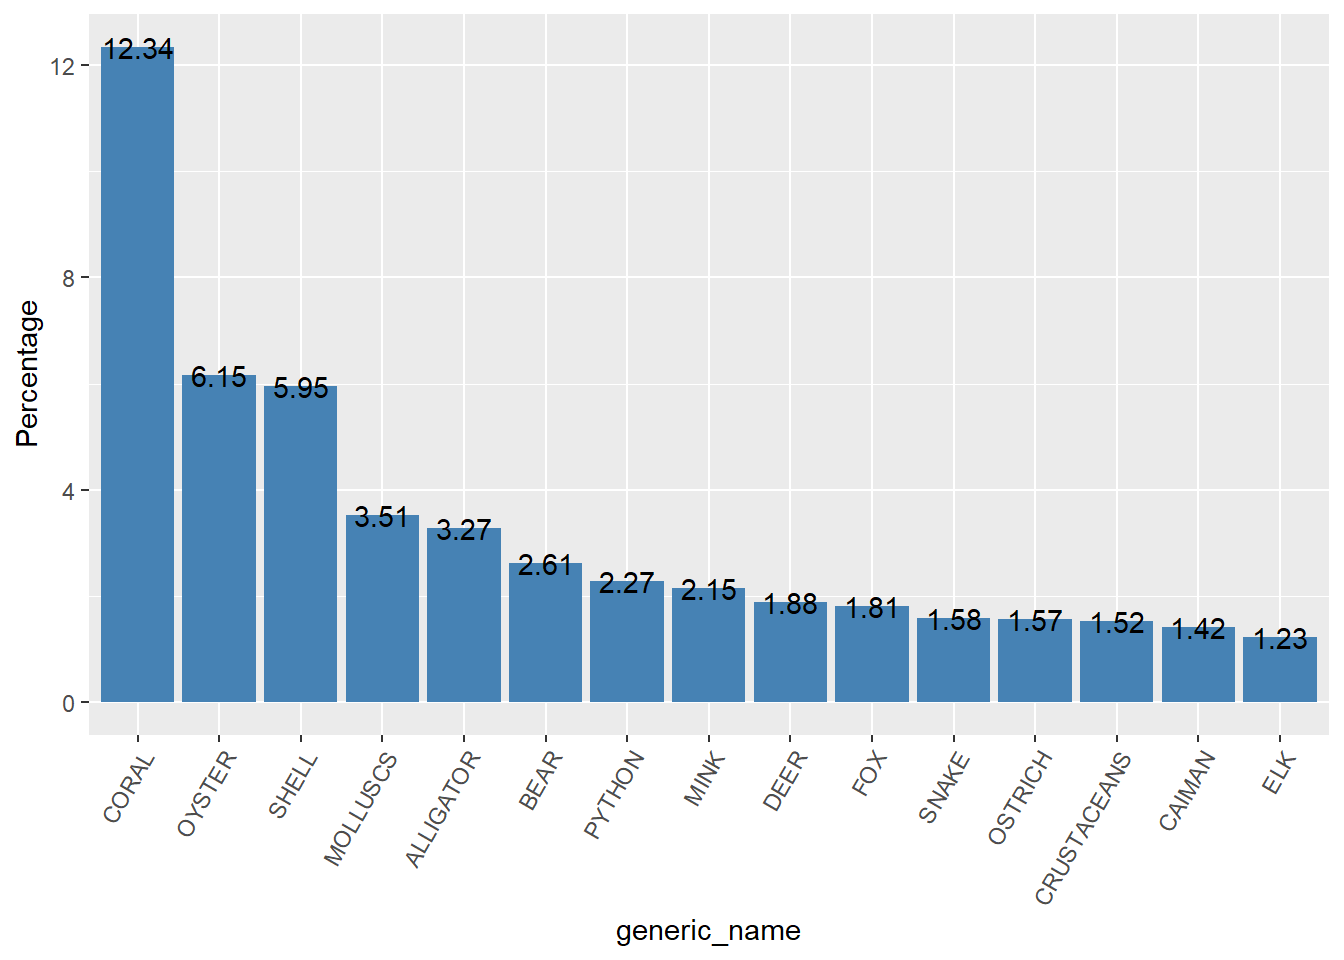 12.34
6.15
5.95
3.51
3.27
2.61
2.27
2.15
1.88
1.81
1.58
1.57
1.52
1.42
1.23
12
8
4
0
Percentage
CORAL
OYSTER
SHELL
MOLLUSCS
ALLIGATOR
BEAR
PYTHON
MINK
DEER
FOX
SNAKE
OSTRICH
CRUSTACEANS
CAIMAN
ELK
generic_name